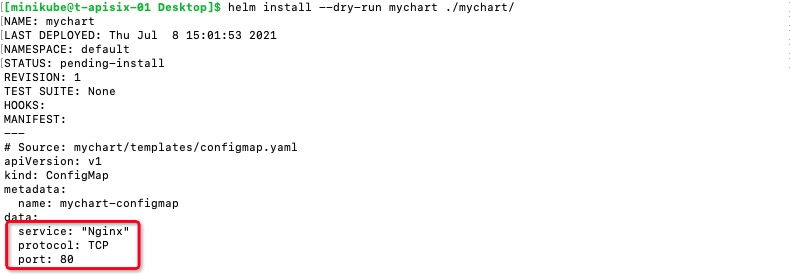 [[minikube@t-apisix-01 Desktop]$ helm install --dry-run mychart ./mychart/
NAME: mychart
LAST DEPLOYED: Thu Jul  8 15:01:53 2021
NAMESPACE: default
STATUS: pending-install
REVISION: 1
TEST SUITE: None
HOOKS:
MANIFEST:
---
# Source: mychart/templates/configmap.yaml
apiVersion: v1
kind: ConfigMap
metadata:
  name: mychart-configmap
data:
  service: "Nginx"
  protocol: TCP
  port: 80